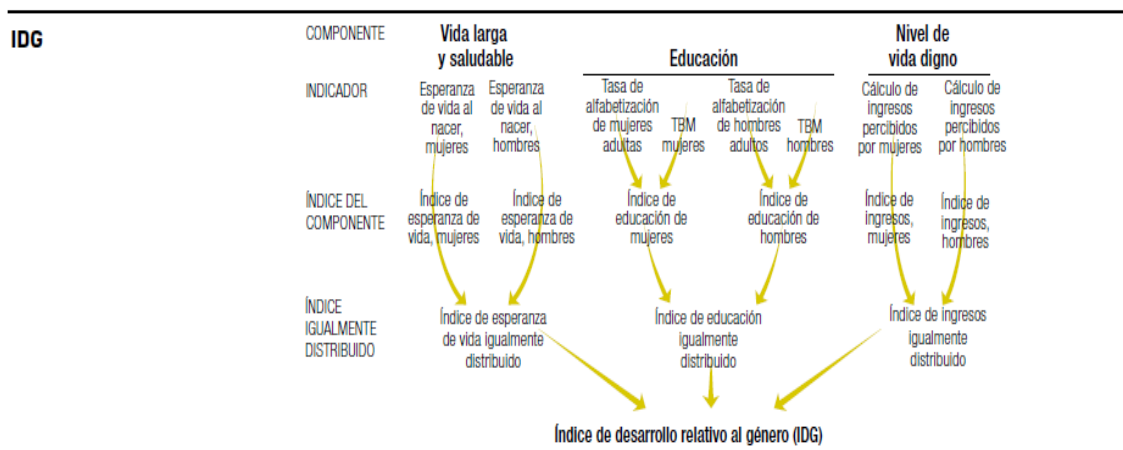 IDG
COMPONENTE
Vida larga
y saludable
Educación
Nivel de
vida digno
INDICADOR
Esperanza
de vida al
nacer,
mujeres
Esperanza
de vida al
nacer,
hombres
Tasa de
alfabetización
de mujeres
adultas
TBM
mujeres
Tasa de
alfabetización
de hombres
adultos
TBM
hombres
Cálculo de
ingresos
percibidos
por mujeres
Cálculo de
ingresos
percibidos
por hombres
ÍNDICE DEL
COMPONENTE
Índice de
esperanza de
vida, mujeres
Índice de
esperanza de
vida, hombres
Índice de
educación de
mujeres
Índice de
educación de
hombres
Índice de
ingresos,
mujeres
Índice de
ingresos,
hombres
ÍNDICE
IGUALMENTE
DISTRIBUIDO
Índice de esperanza
de vida igualmente
distribuido
Índice de educación
igualmente
distribuido
Índice de ingresos
igualmente
distribuido
Índice de desarrollo relativo al género (IDG)